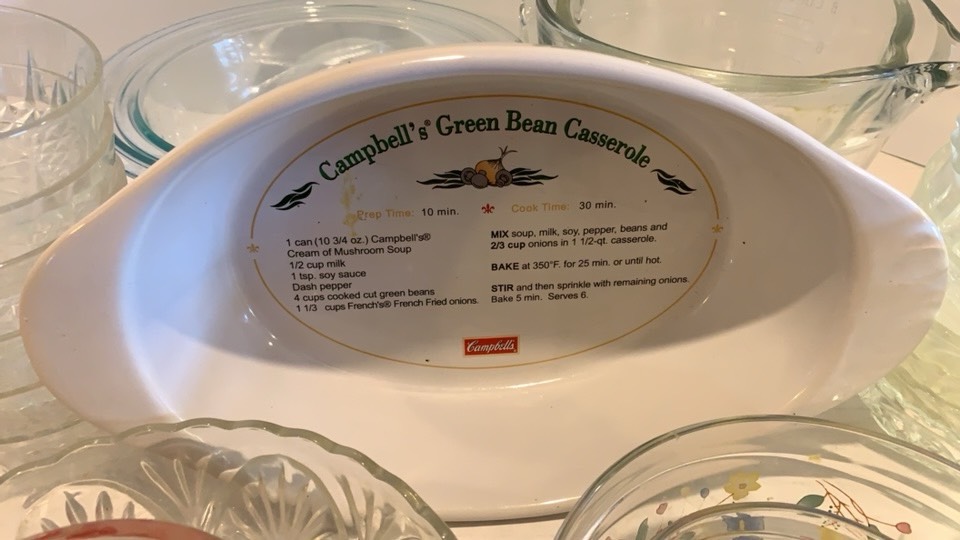 Campbell's® Green Bean Casserole
Prep Time: 10 min. Cook Time: 30 min.
1 can (10 3/4 oz.) Campbell's®
Cream of Mushroom Soup
1/2 cup milk
1 tsp. soy sauce
Dash pepper
4 cups cooked cut green beans
1 1/3 cups French's® French Fried onions.
MIX soup, milk, soy, pepper, beans and
2/3 cup onions in 1 1/2-qt. casserole.
BAKE at 350°F. for 25 min. or until hot.
STIR and then sprinkle with remaining onions.
Bake 5 min. Serves 6.
Campbell's